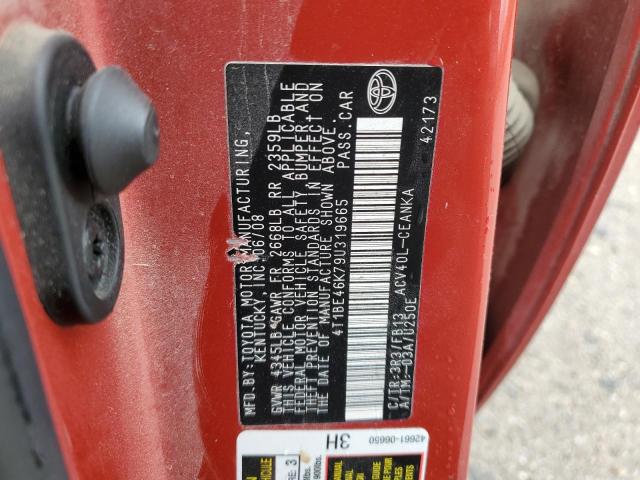 MFD.BY:TOYOTA MOTOR MANUFACTURING,
KENTUCKY, INC. 06/08
GVWR 4345LB GAWR FR 2668LB RR 2359LB
THIS VEHICLE CONFORMS TO ALL APPLICABLE
FEDERAL MOTOR VEHICLE SAFETY BUMPER,AND
THEFT PREVENTION STANDARDS IN EFFECT ON
THE DATE OF MANUFACTURE SHOWN ABOVE.
4T1BE46K79U319665 PASS.CAR
C/TR:3R3/FB13 ACV40L-CEANKA
A/TM:-03A/U250E
42173
3H
42661-06650